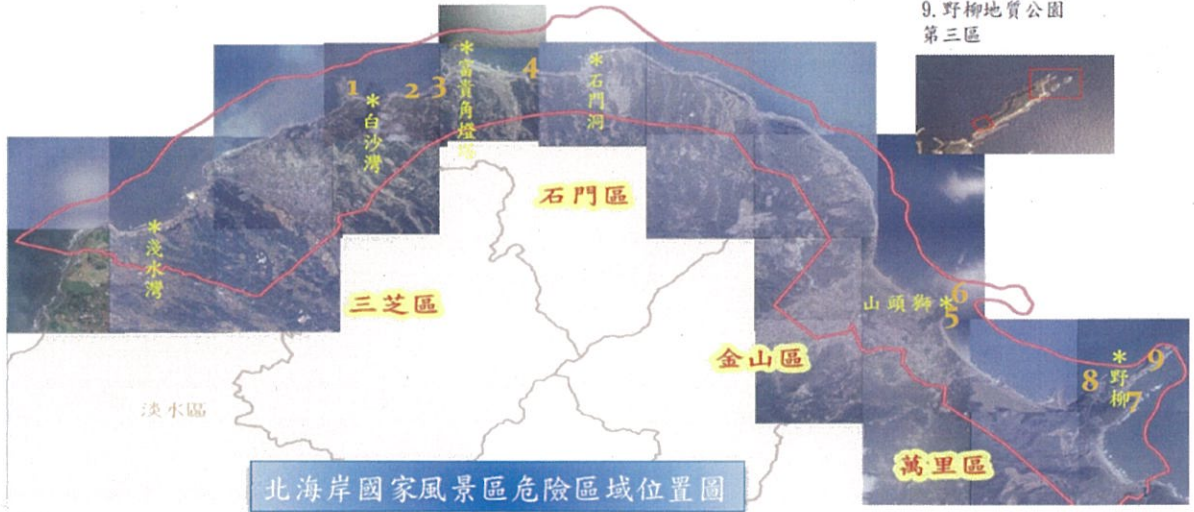 9.野柳地質公園
第三區
1
*白沙灣
2
3
*富貴角燈塔
4
*石門洞
石門區
*淺水灣
三芝區
山頭獅*
6
5
金山區
*野柳
8
9
7
淡水區
萬里區
北海岸國家風景區危險區域位置圖